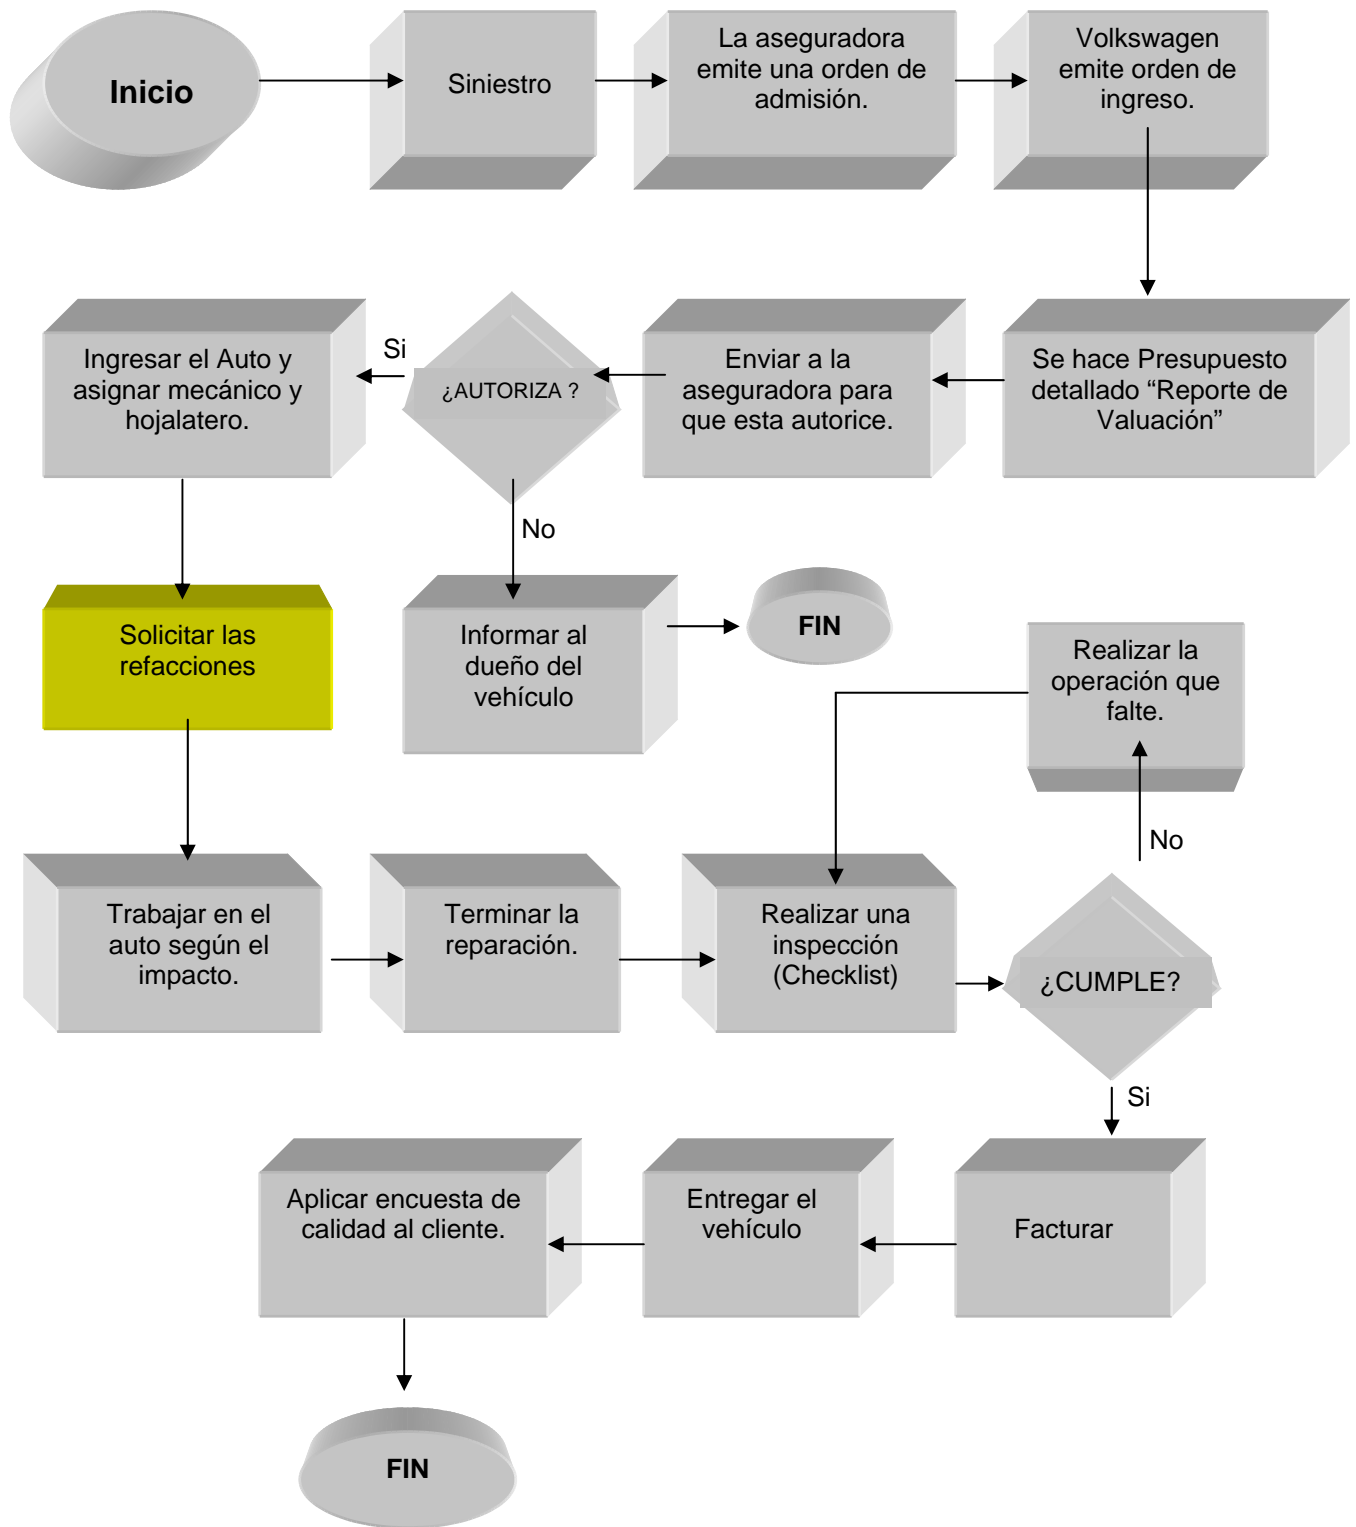 Inicio
Siniestro
La aseguradora
emite una orden de
admisión.
Volkswagen
emite orden de
ingreso.
Se hace Presupuesto
detallado “Reporte de
Valuación”
Enviar a la
aseguradora para
que esta autorice.
¿AUTORIZA ?
Si
Ingresar el Auto y
asignar mecánico y
hojalatero.
No
Solicitar las
refacciones
Informar al
dueño del
vehículo
FIN
Realizar la
operación que
falte.
No
Trabajar en el
auto según el
impacto.
Terminar la
reparación.
Realizar una
inspección
(Checklist)
¿CUMPLE?
Si
Facturar
Entregar el
vehículo
Aplicar encuesta de
calidad al cliente.
FIN